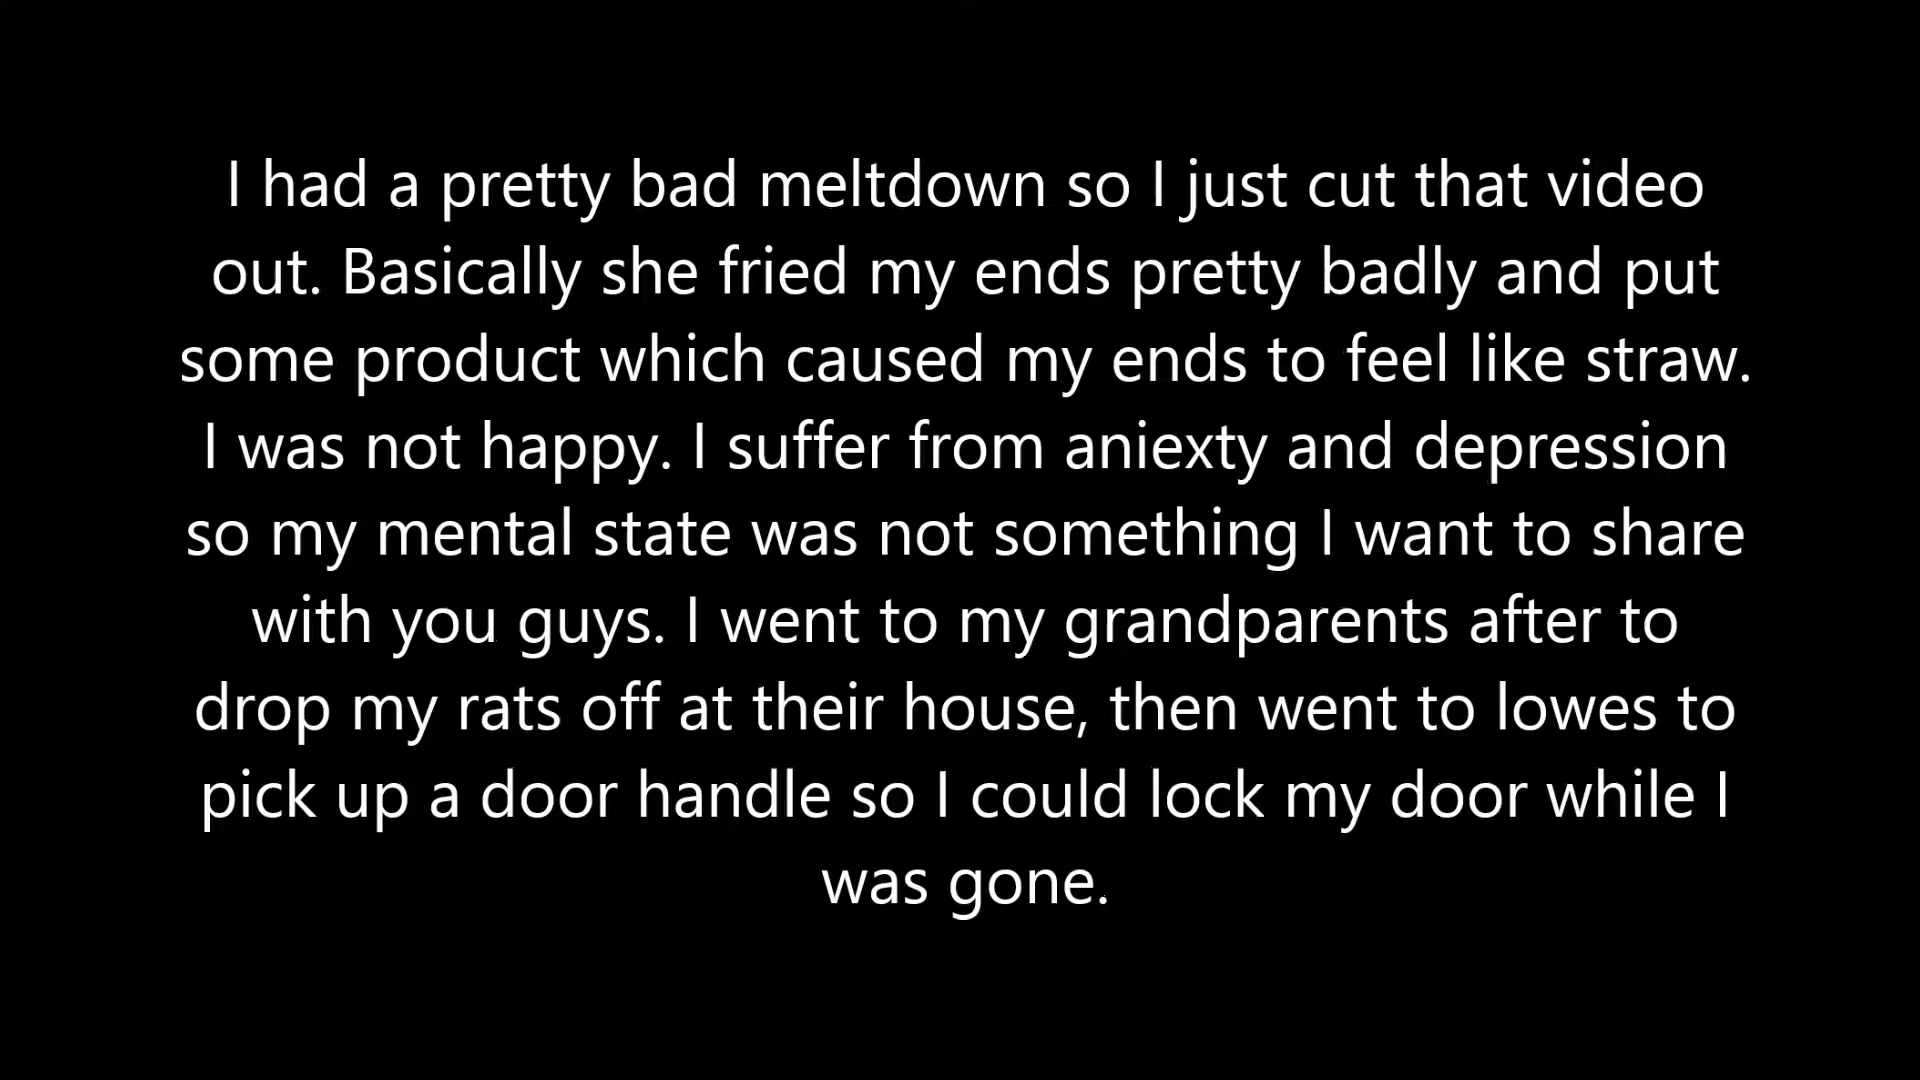 I had a pretty bad meltdown so I just cut that video
out. Basically she fried my ends pretty badly and put
some product which caused my ends to feel like straw.
I was not happy. I suffer from aniexty and depression
so my mental state was not something I want to share
with you guys. I went to my grandparents after to
drop my rats off at their house, then went to lowes to
pick up a door handle so I could lock my door while I
was gone.